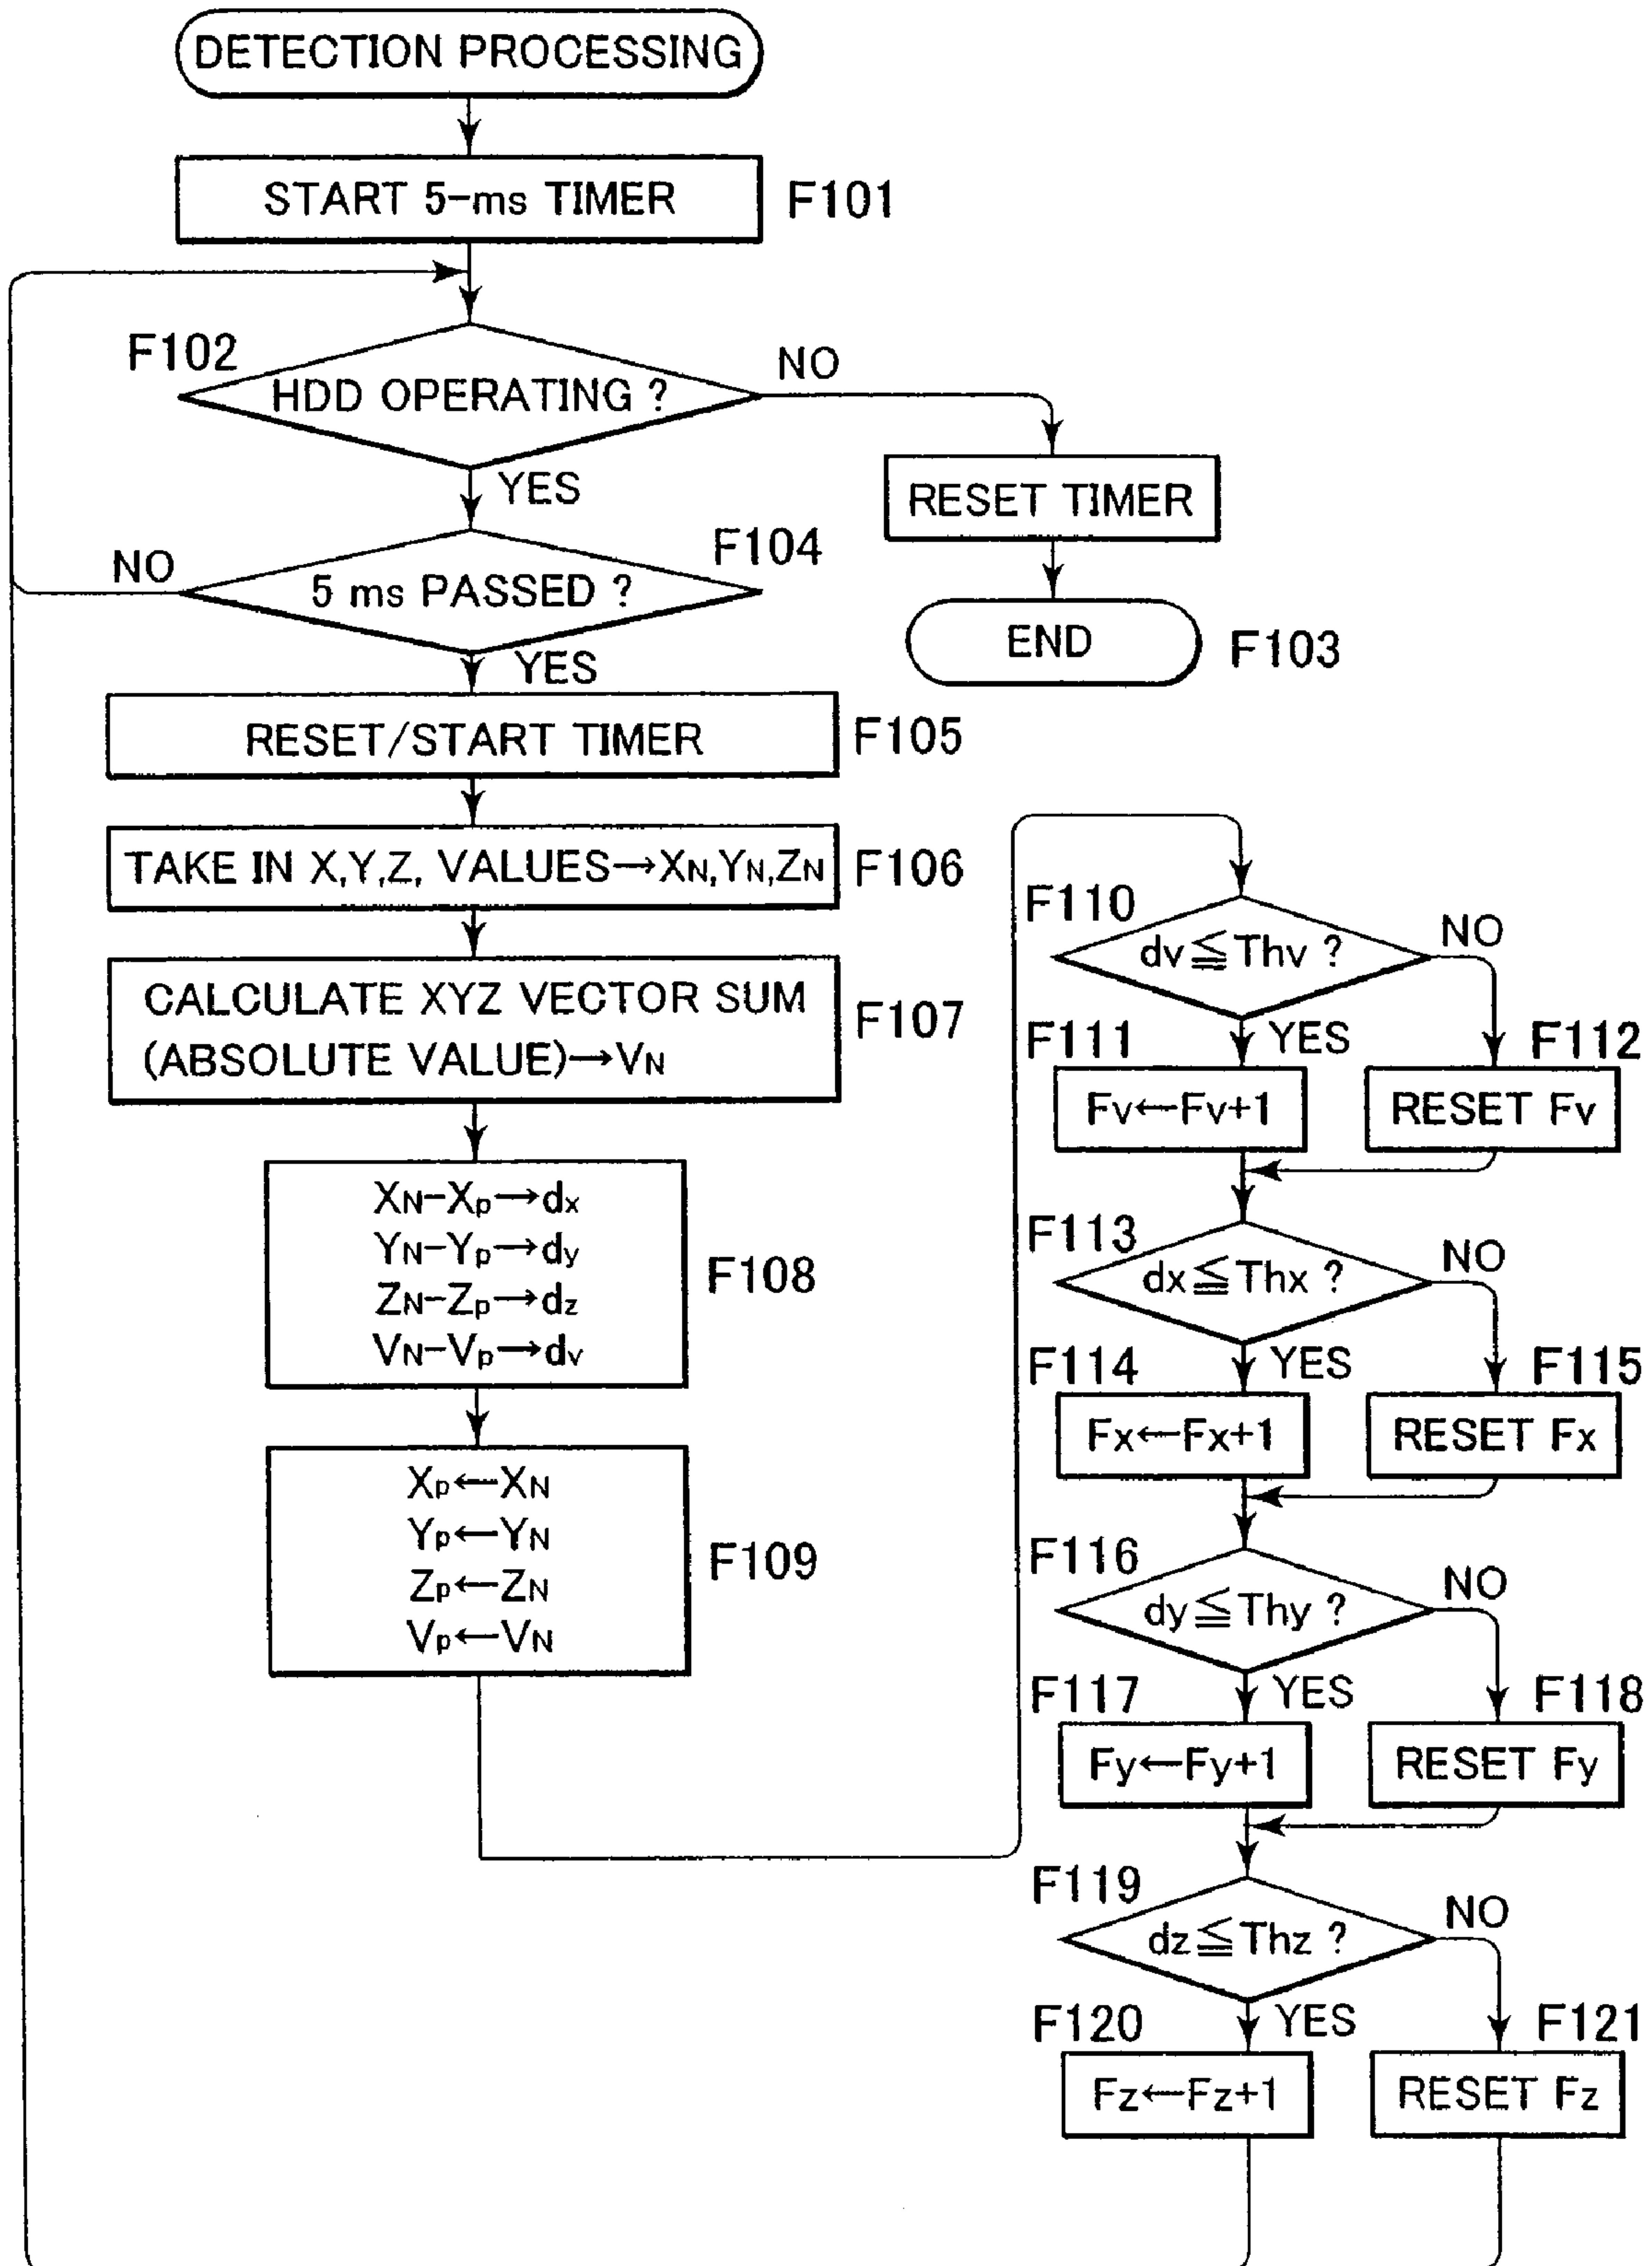 DETECTION PROCESSING
START 5-ms TIMER
F101
F102
HDD OPERATING ?
NO
YES
RESET TIMER
F104
5 ms PASSED ?
NO
YES
END
F103
RESET/START TIMER
F105
TAKE IN X,Y,Z, VALUES→XN,YN,ZN
F106
CALCULATE XYZ VECTOR SUM
(ABSOLUTE VALUE)→VN
F107
XN-Xp→dx
YN-Yp→dy
ZN-Zp→dz
VN-Vp→dv
F108
Xp←XN
Yp←YN
Zp←ZN
Vp←VN
F109
F110
dv≦Thv ?
NO
YES
F111
Fv←Fv+1
F112
RESET Fv
F113
dx≦Thx ?
NO
YES
F114
Fx←Fx+1
F115
RESET Fx
F116
dy≦Thy ?
NO
YES
F117
Fy←Fy+1
F118
RESET Fy
F119
dz≦Thz ?
NO
YES
F120
Fz←Fz+1
F121
RESET Fz